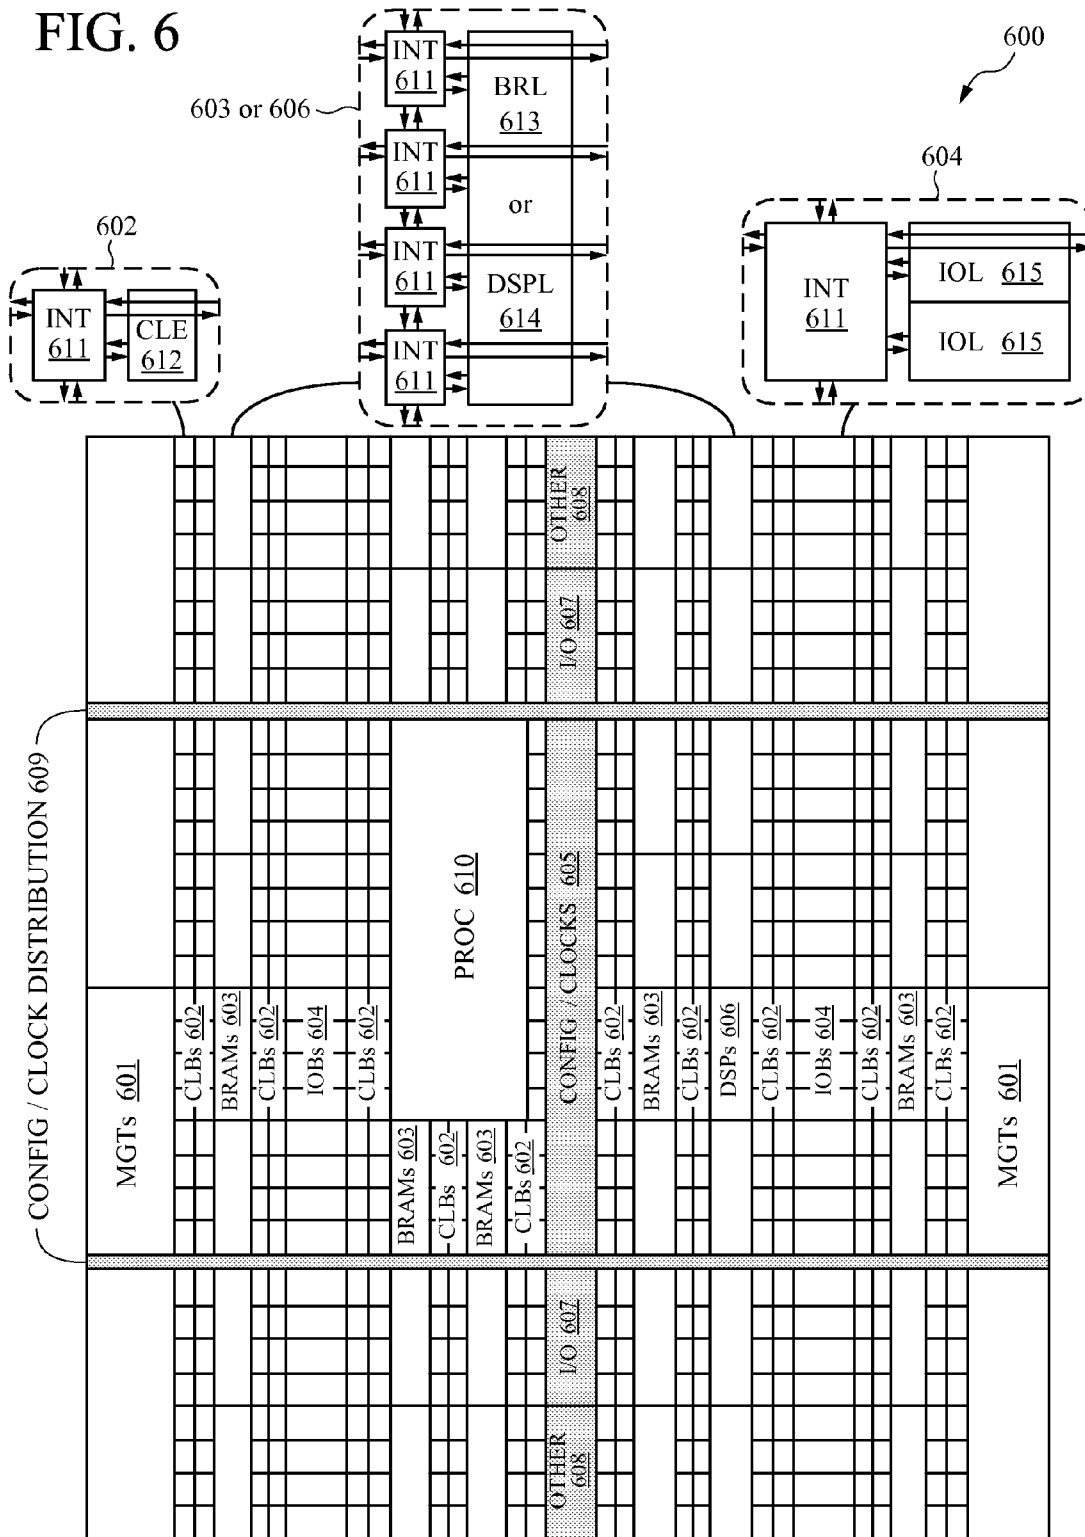 FIG. 6
600
603 or 606
INT
611
BRL
613
INT
611
or
INT
611
DSPL
614
INT
611
604
INT
611
IOL 615
IOL 615
602
INT
611
CLE
612
OTHER
608
I/O 607
CONFIG / CLOCK DISTRIBUTION 609
PROC 610
CONFIG / CLOCKS 605
MGTs 601
CLBs 602
BRAMs 603
CLBs 602
IOBs 604
CLBs 602
BRAMs 603
CLBs 602
BRAMs 603
CLBs 602
CLBs 602
BRAMs 603
CLBs 602
DSPs 606
CLBs 602
IOBs 604
CLBs 602
BRAMs 603
CLBs 602
MGTs 601
I/O 607
OTHER
608